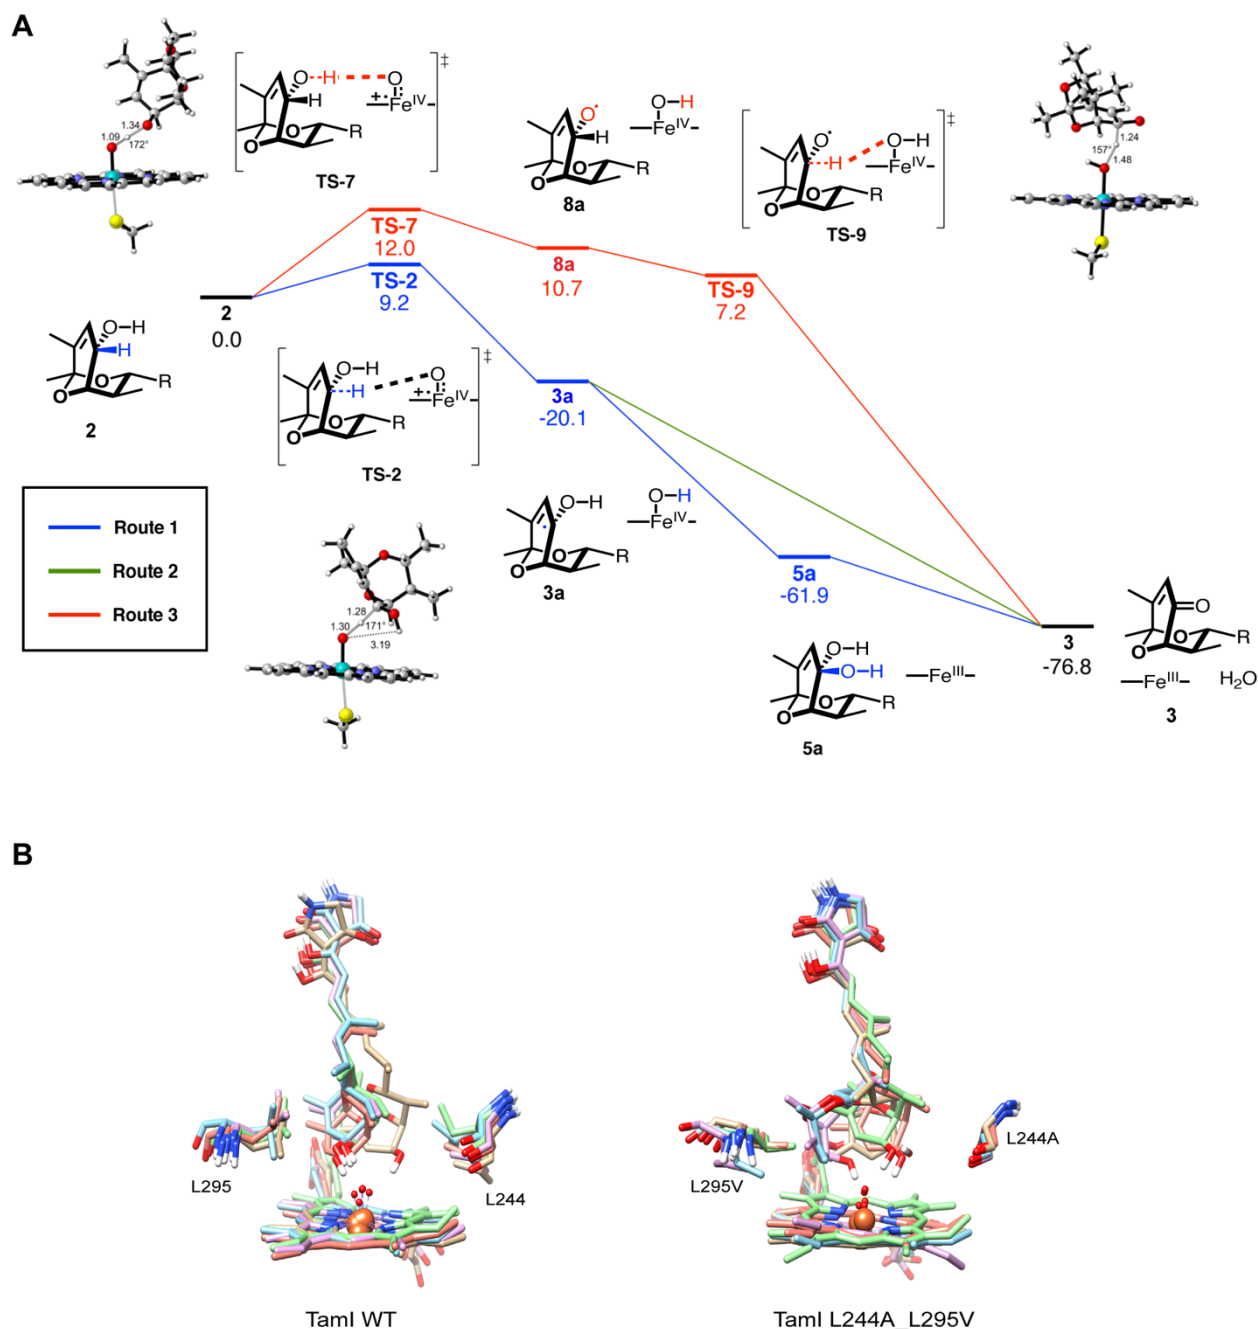 A
1.34
1.09
172°
O
H
O
+•
Fe^IV
H
O
R
O
‡
TS-7
O•
H
O
R
O
O–H
Fe^IV
8a
O•
H
O–H
Fe^IV
O
R
O
‡
TS-9
1.24
157°
1.48
TS-7
12.0
TS-2
9.2
8a
10.7
TS-9
7.2
2
0.0
O–H
H
O
R
O
2
O–H
H
O
+•
Fe^IV
O
R
O
‡
TS-2
3a
-20.1
O–H
O
R
O
O–H
Fe^IV
3a
Route 1
Route 2
Route 3
1.28
1.30
171°
3.19
5a
-61.9
O–H
O–H
O
R
O
Fe^III
5a
3
-76.8
O
O
R
O
Fe^III
H₂O
3
B
L295
L244
TamI WT
L295V
L244A
TamI L244A_L295V